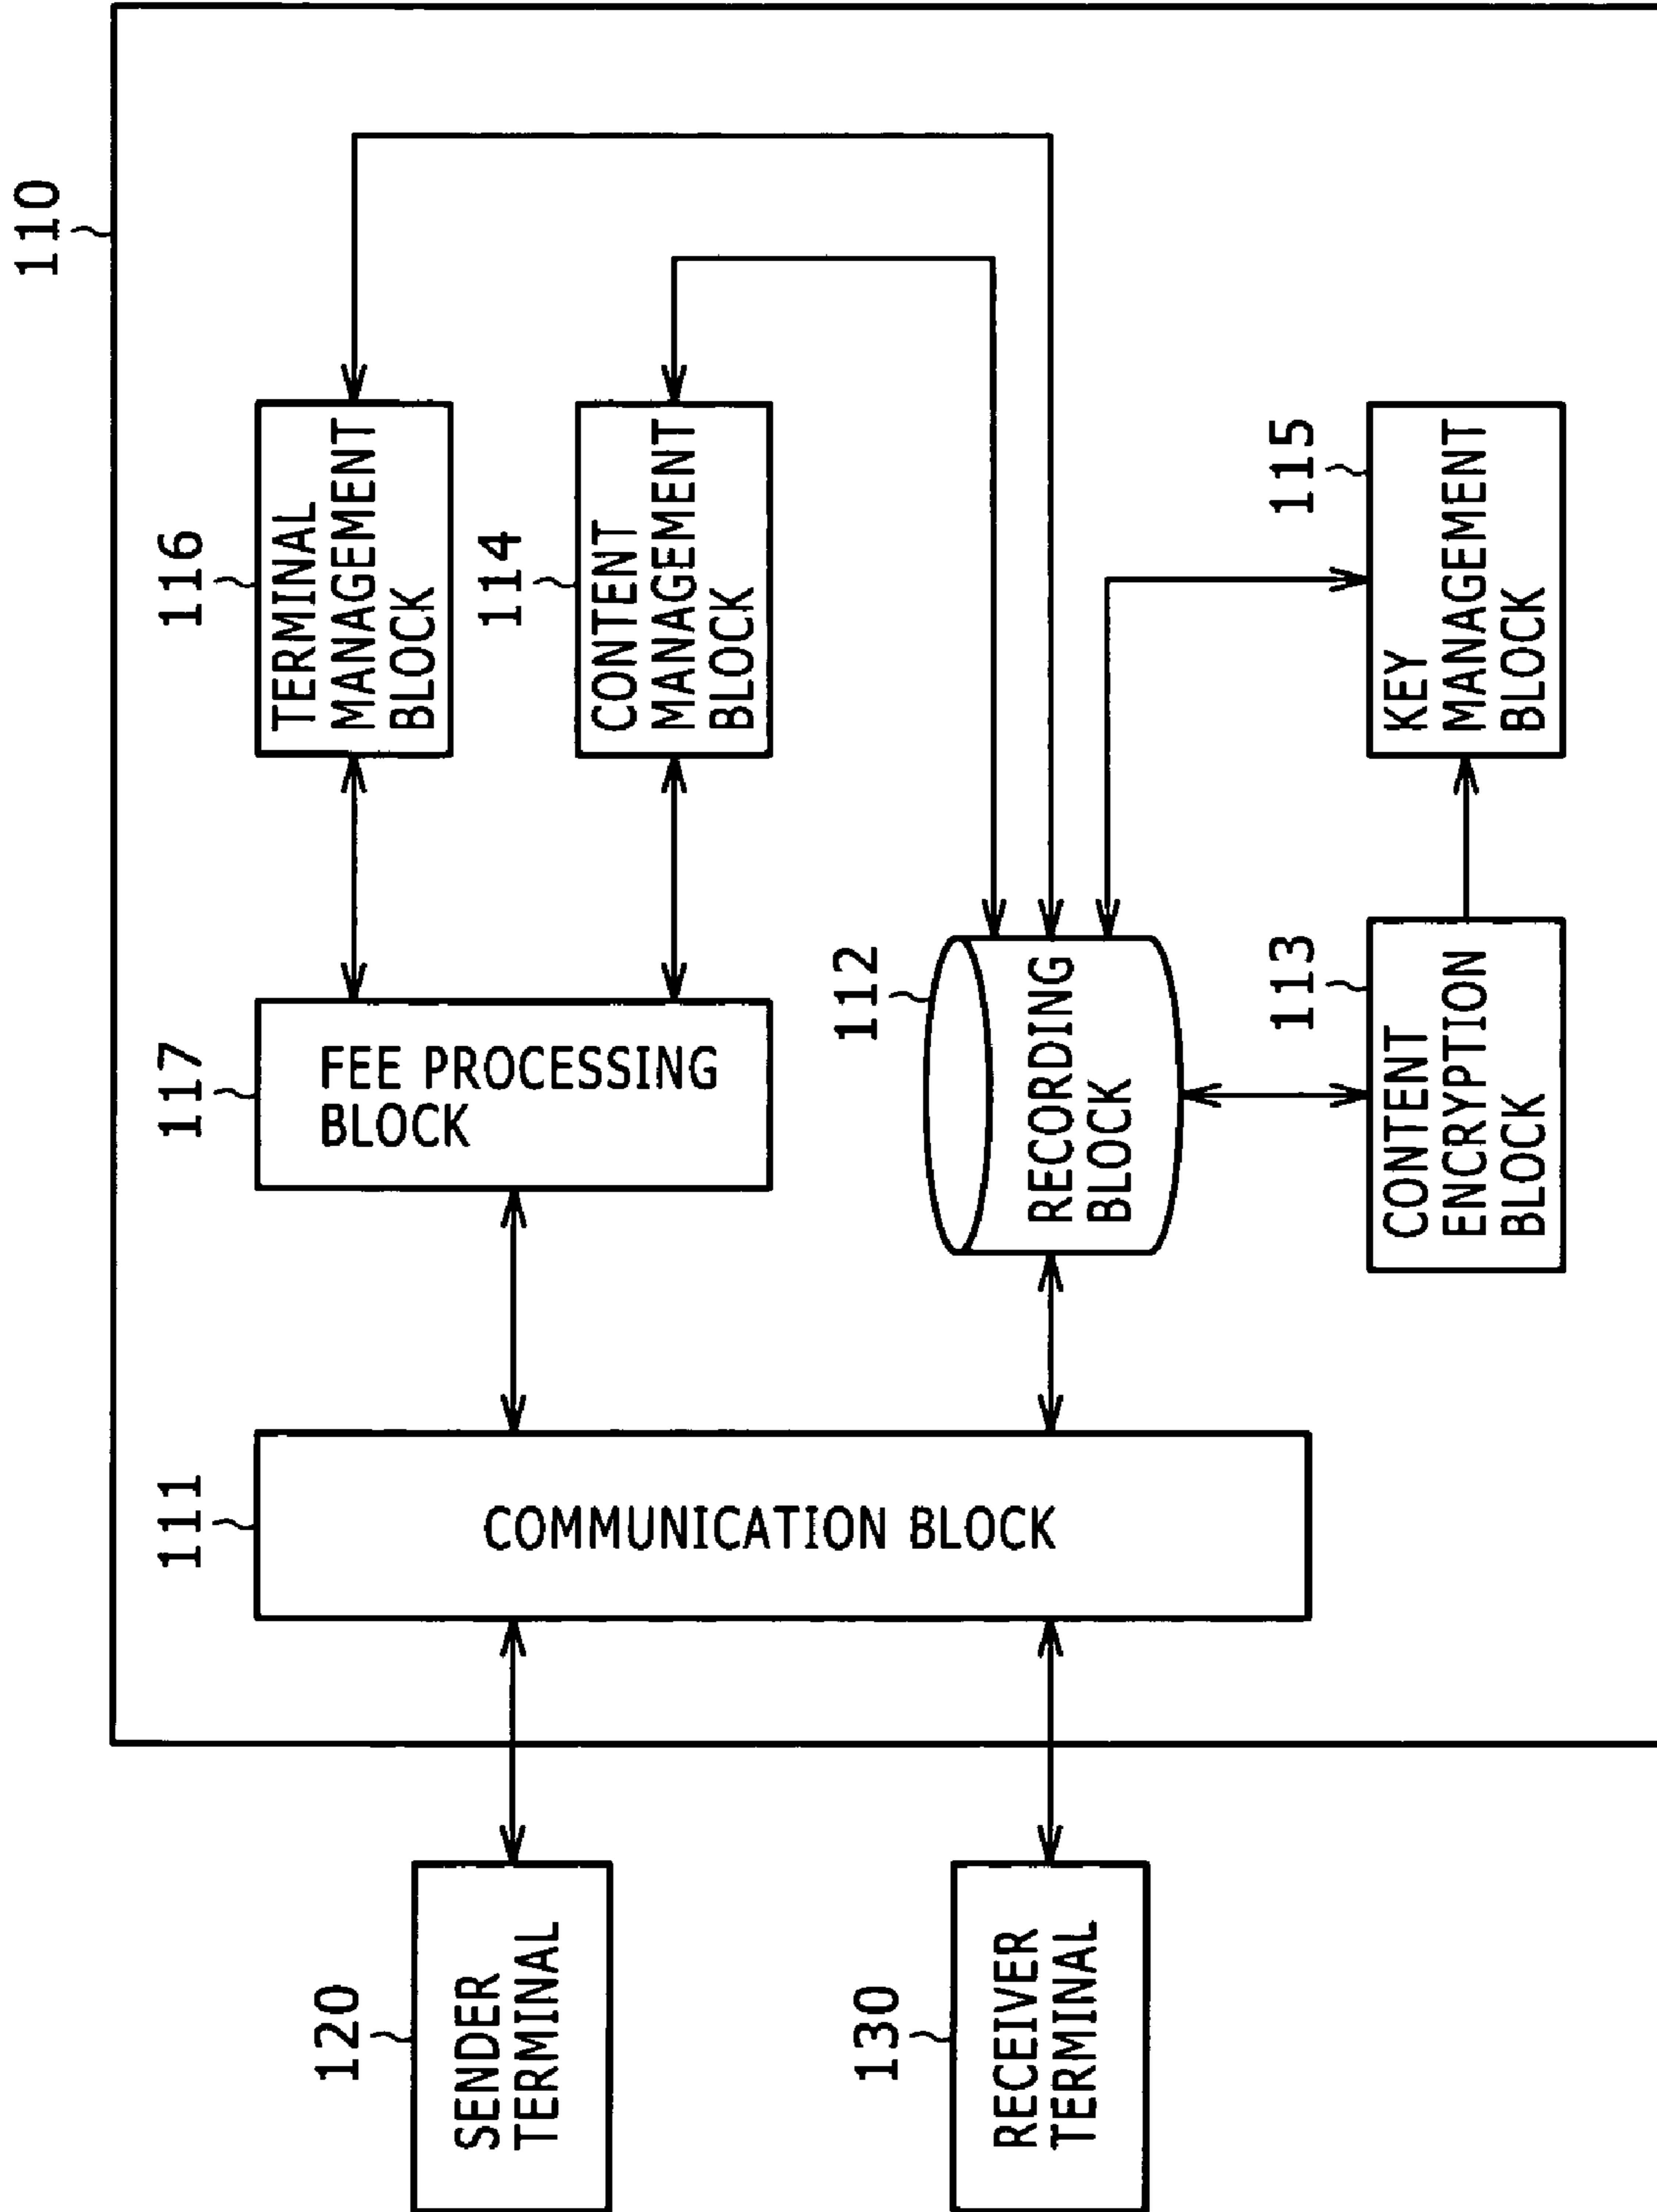 110
116
TERMINAL
MANAGEMENT
BLOCK
114
CONTENT
MANAGEMENT
BLOCK
117
FEE PROCESSING
BLOCK
112
RECORDING
BLOCK
115
KEY
MANAGEMENT
BLOCK
113
CONTENT
ENCRYPTION
BLOCK
111
COMMUNICATION BLOCK
120
SENDER
TERMINAL
130
RECEIVER
TERMINAL